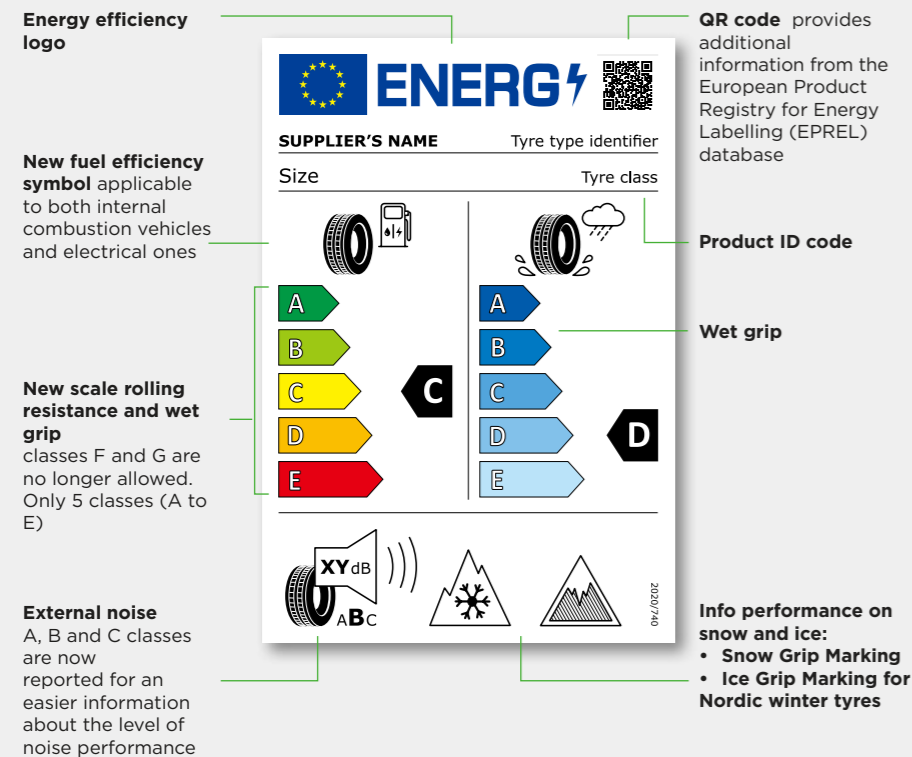 Energy efficiency
logo
New fuel efficiency
symbol applicable
to both internal
combustion vehicles
and electrical ones
New scale rolling
resistance and wet
grip
classes F and G are
no longer allowed.
Only 5 classes (A to
E)
External noise
A, B and C classes
are now
reported for an
easier information
about the level of
noise performance
ENERG
SUPPLIER'S NAME Tyre type identifier
Size Tyre class
A
B
C
D
E
C
A
B
C
D
E
D
XY dB
ABC
2020/740
QR code provides
additional
information from the
European Product
Registry for Energy
Labelling (EPREL)
database
Product ID code
Wet grip
Info performance on
snow and ice:
• Snow Grip Marking
• Ice Grip Marking for
Nordic winter tyres